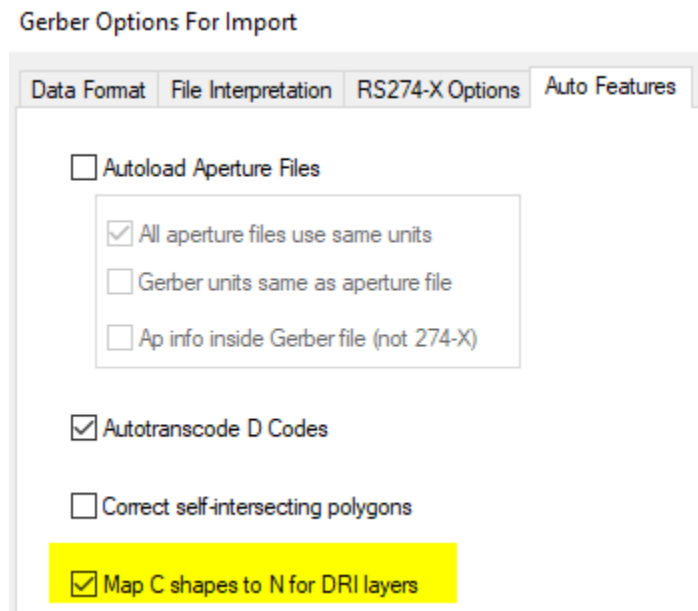 Gerber Options For Import
Data Format File Interpretation RS274-X Options Auto Features
Autoload Aperture Files
All aperture files use same units
Gerber units same as aperture file
Ap info inside Gerber file (not 274-X)
Autotranscode D Codes
Correct self-intersecting polygons
Map C shapes to N for DRI layers